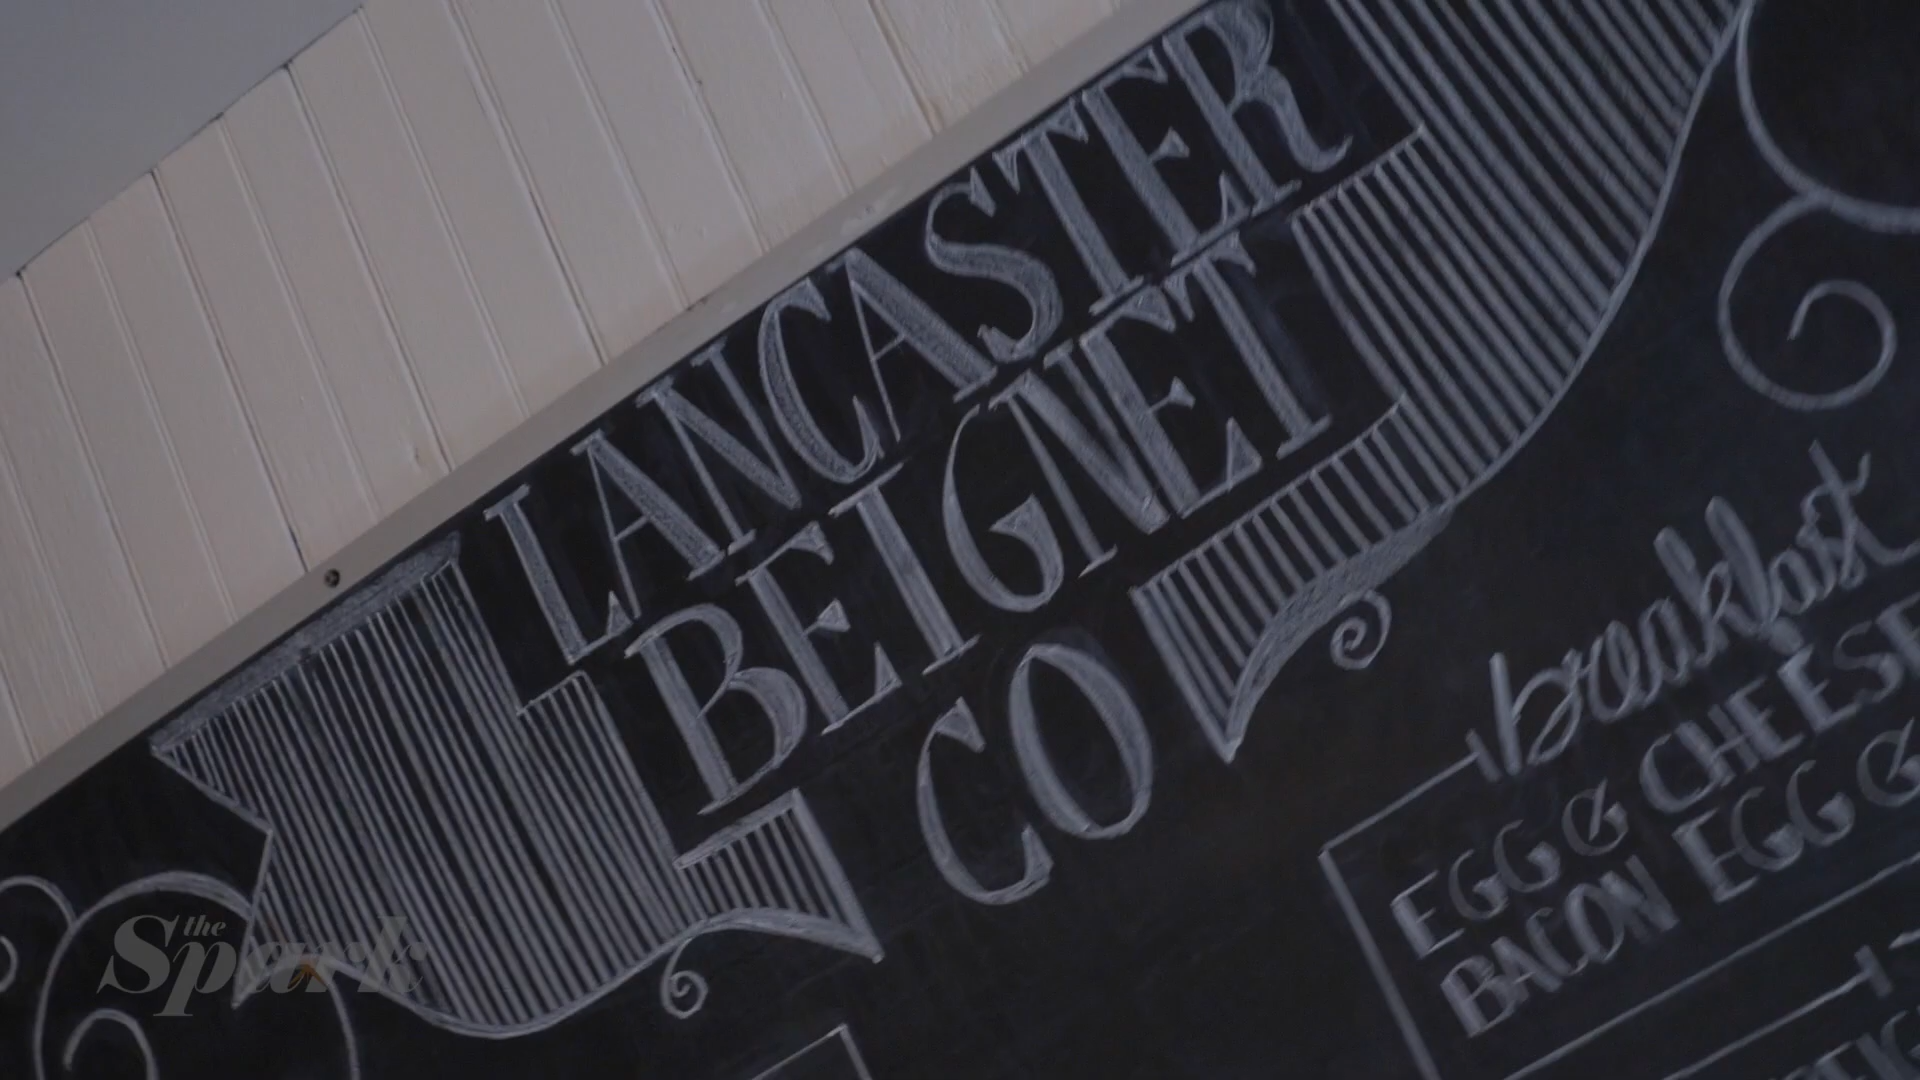 LANCASTER
BEIGNET
CO
breakfast
EGG & CHEESE
BACON EGG &
the
Spark